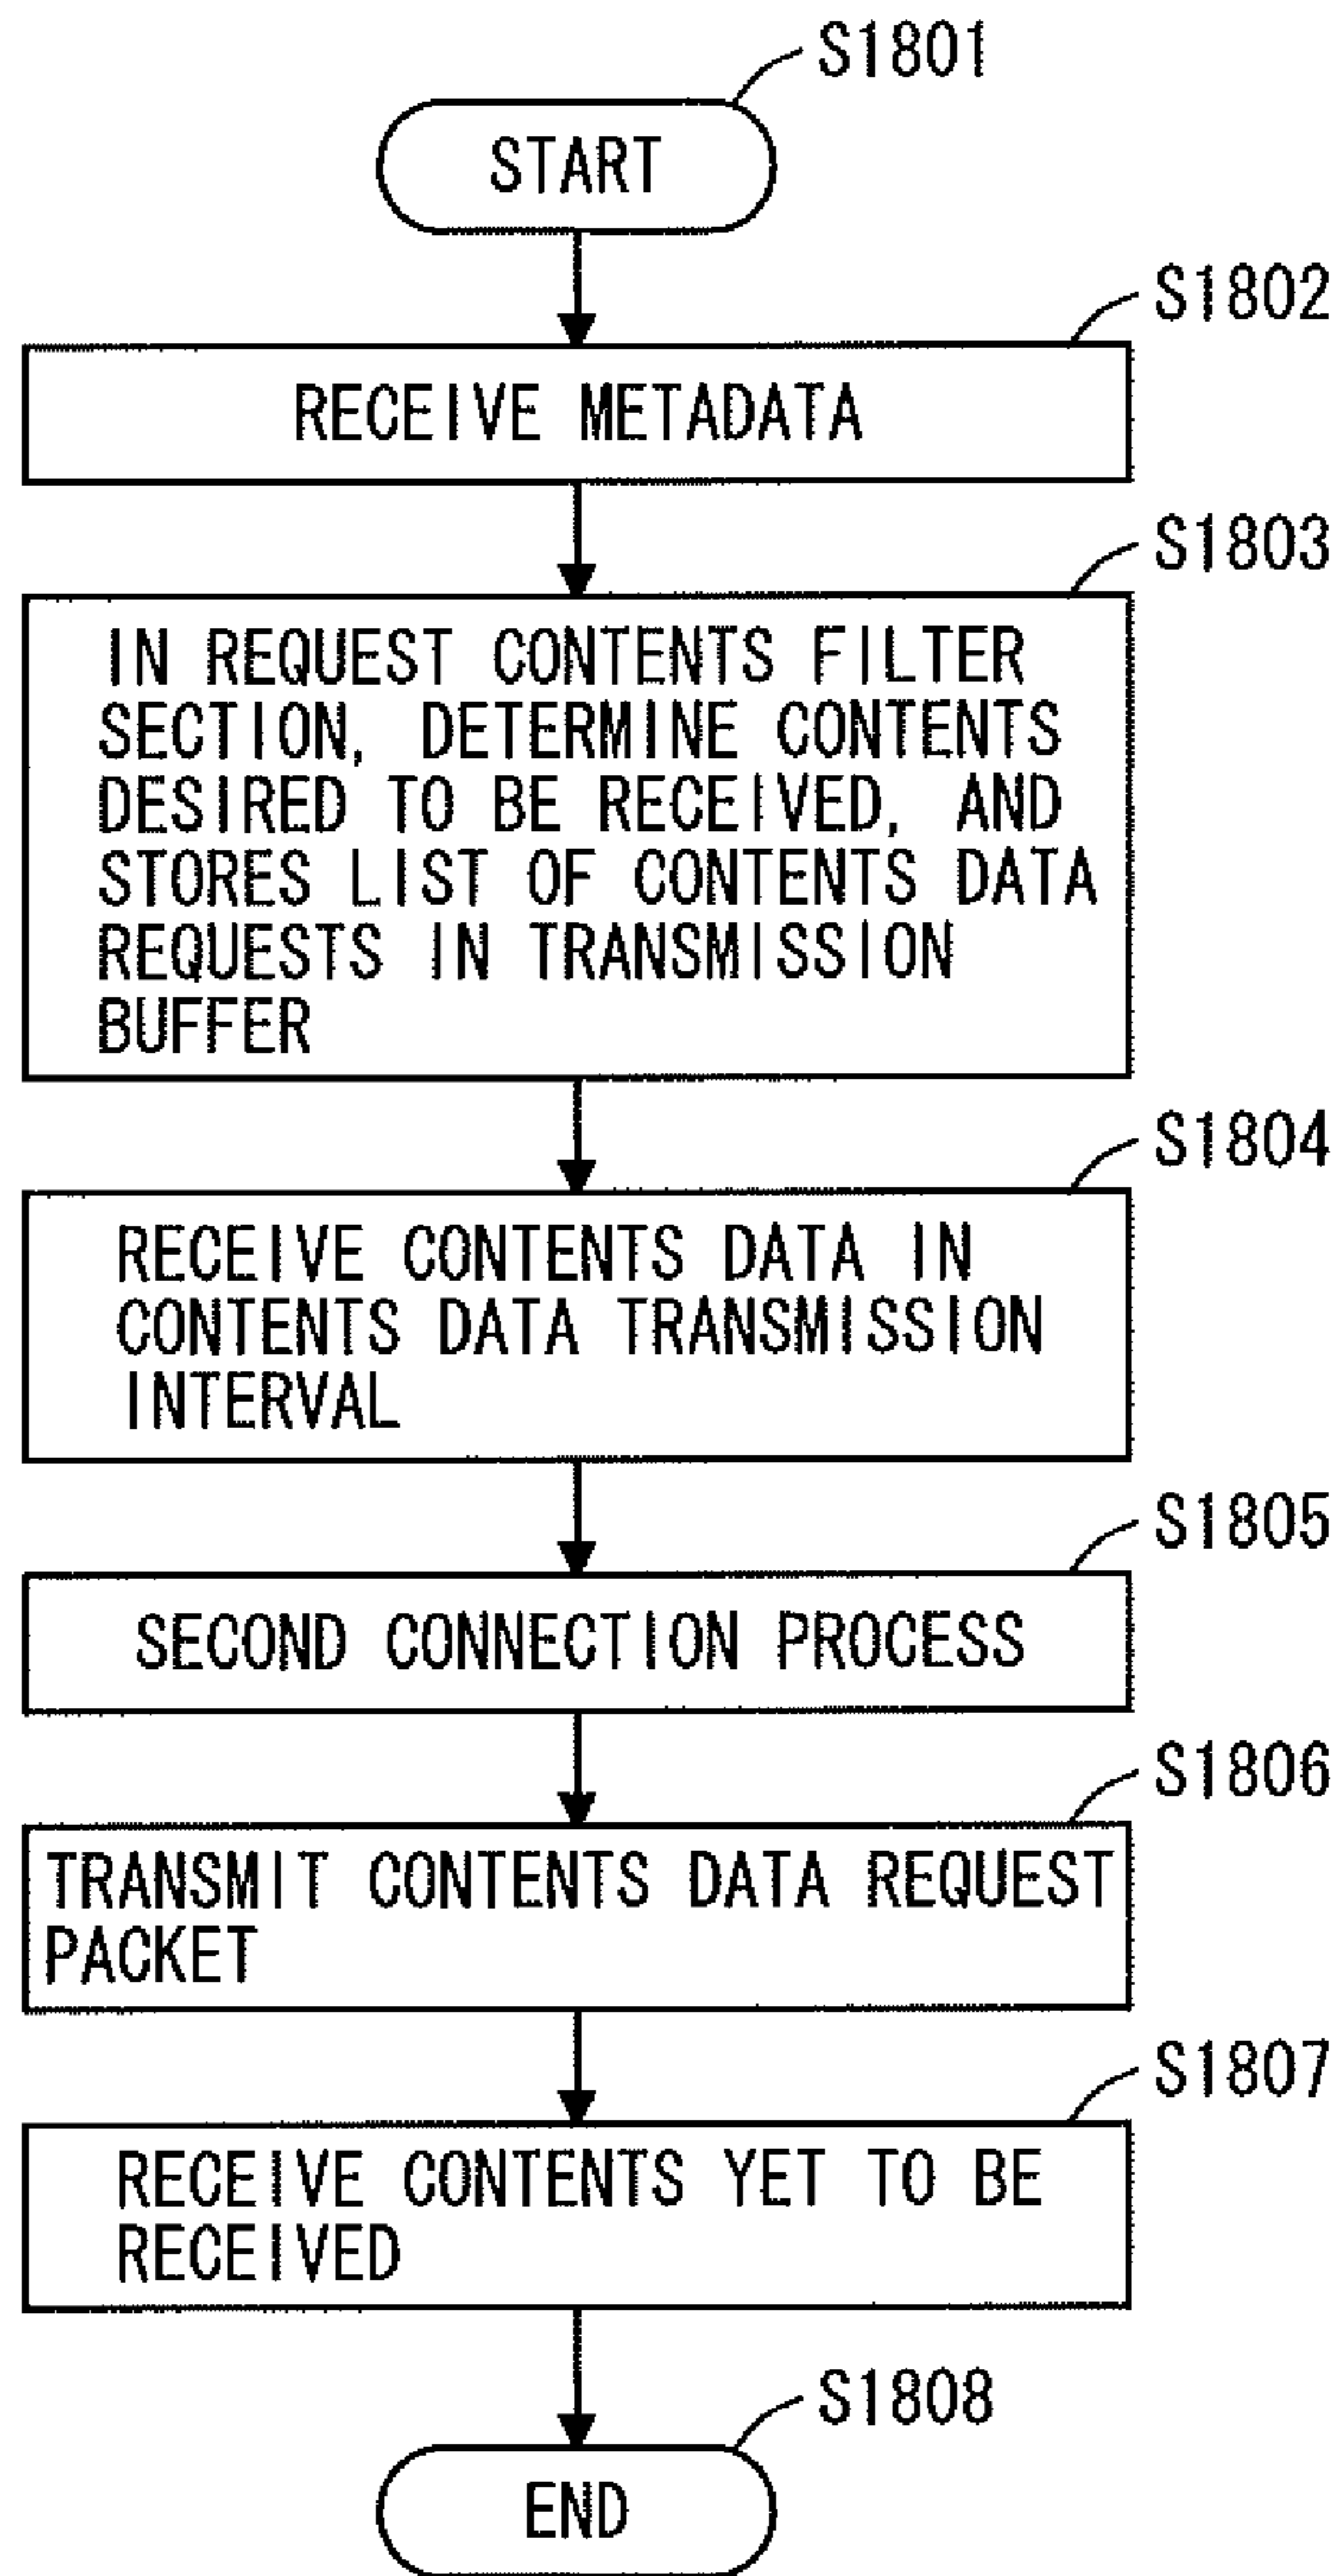 S1801
START
S1802
RECEIVE METADATA
S1803
IN REQUEST CONTENTS FILTER
SECTION, DETERMINE CONTENTS
DESIRED TO BE RECEIVED, AND
STORES LIST OF CONTENTS DATA
REQUESTS IN TRANSMISSION
BUFFER
S1804
RECEIVE CONTENTS DATA IN
CONTENTS DATA TRANSMISSION
INTERVAL
S1805
SECOND CONNECTION PROCESS
S1806
TRANSMIT CONTENTS DATA REQUEST
PACKET
S1807
RECEIVE CONTENTS YET TO BE
RECEIVED
S1808
END